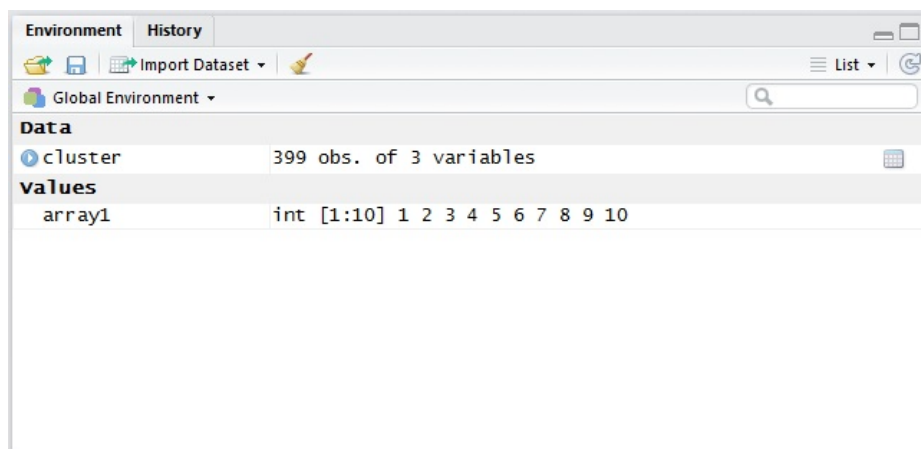 Environment History
Import Dataset List
Global Environment
Data
cluster 399 obs. of 3 variables
Values
array1 int [1:10] 1 2 3 4 5 6 7 8 9 10